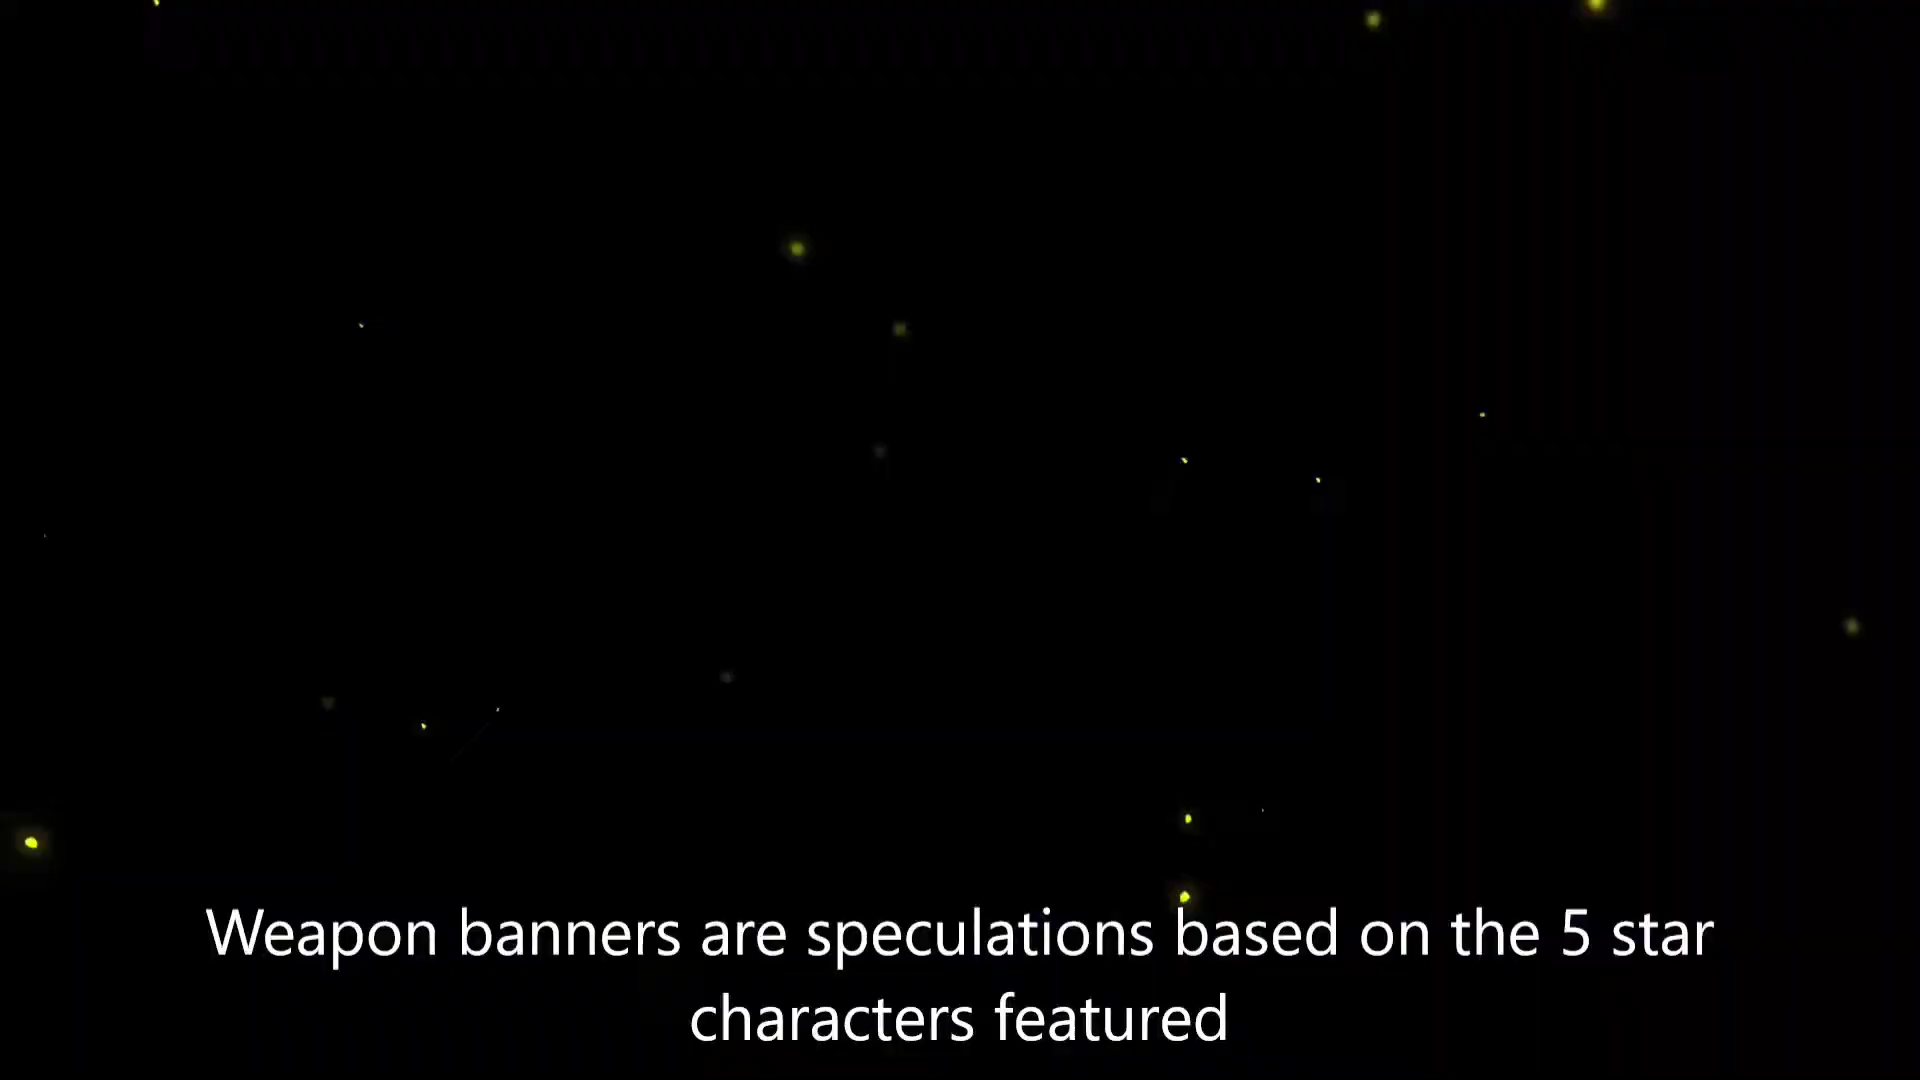 Weapon banners are speculations based on the 5 star
characters featured